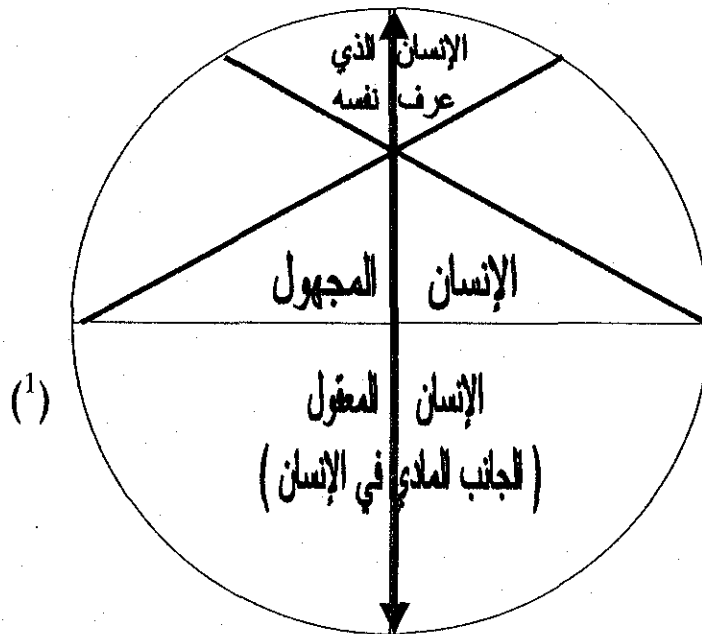 الإنسان الذي
عرف نفسه
الإنسان المجهول
الإنسان المعقول
( الجانب المادي في الإنسان )
(1)